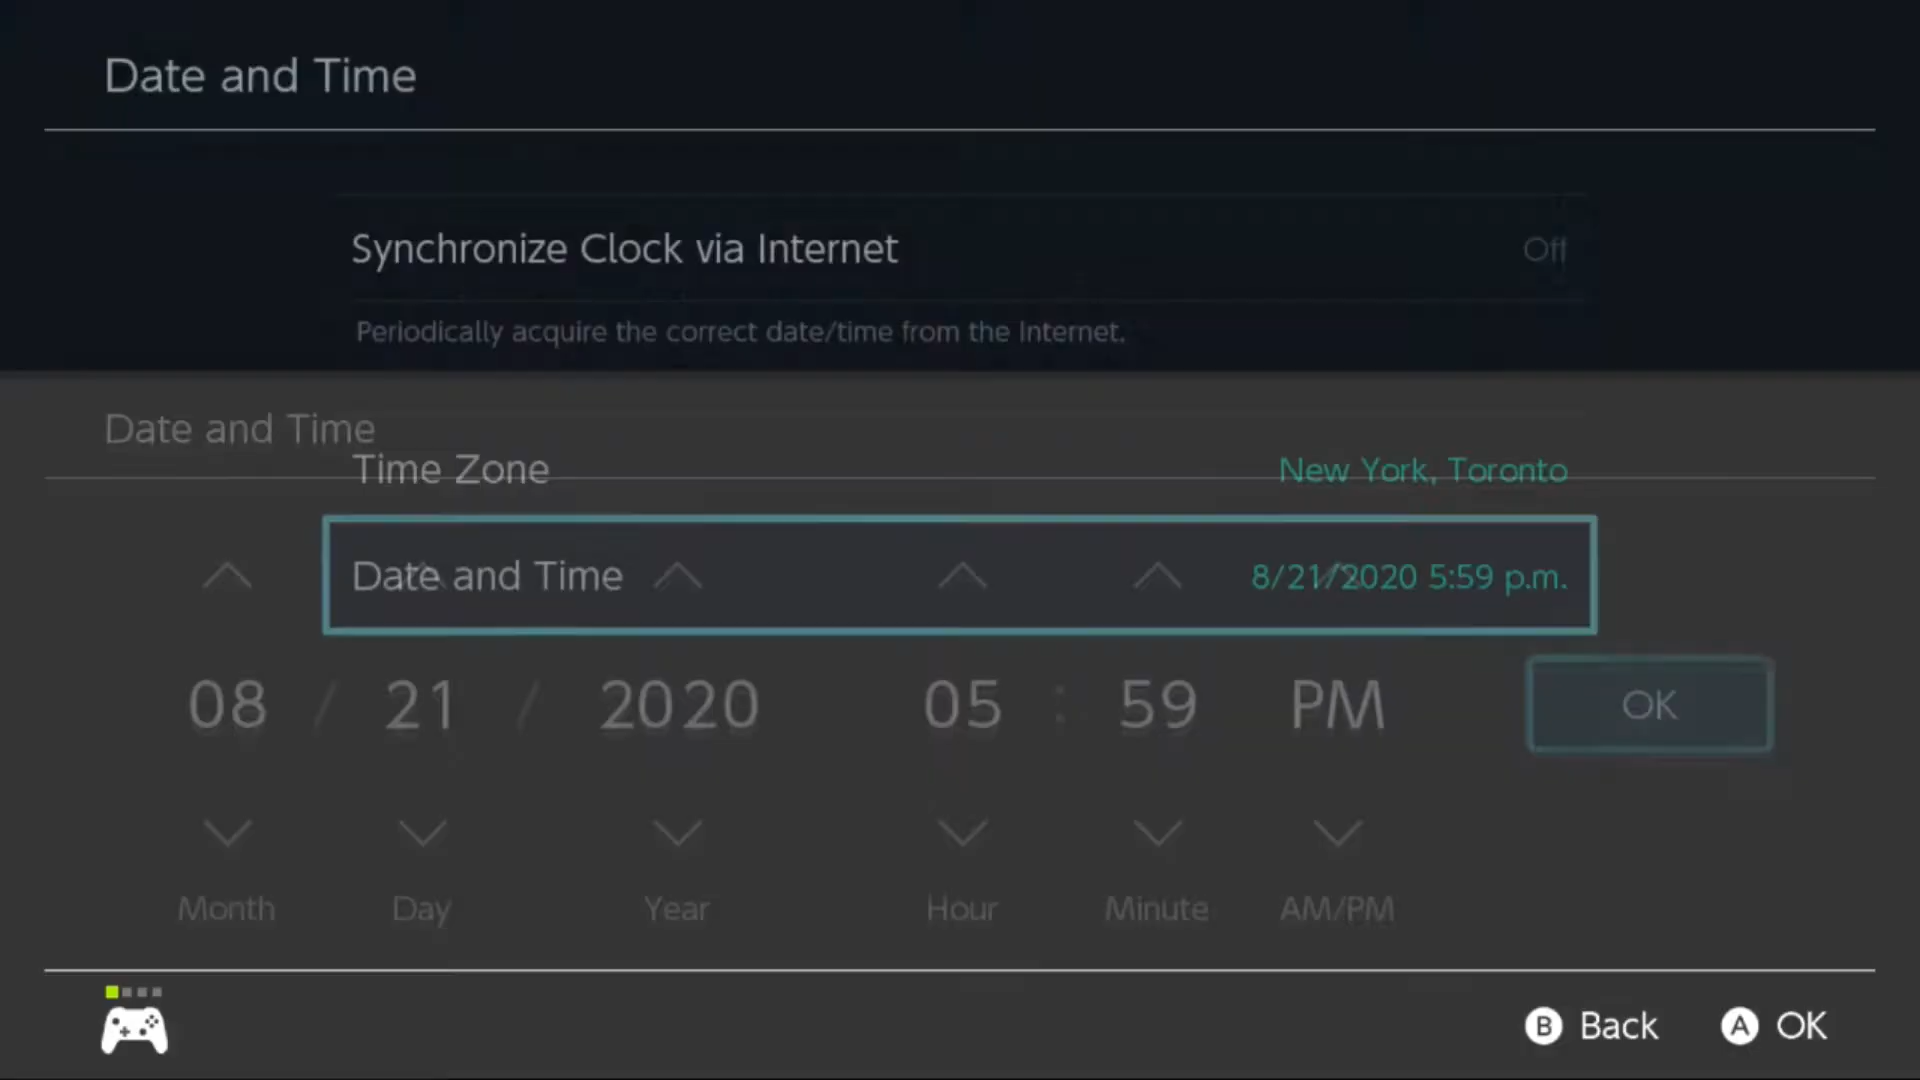 Date and Time
Synchronize Clock via Internet Off
Periodically acquire the correct date/time from the Internet.
Date and Time
Time Zone New York, Toronto
Date and Time 8/21/2020 5:59 p.m.
08 / 21 / 2020 05 : 59 PM OK
Month Day Year Hour Minute AM/PM
B Back A OK